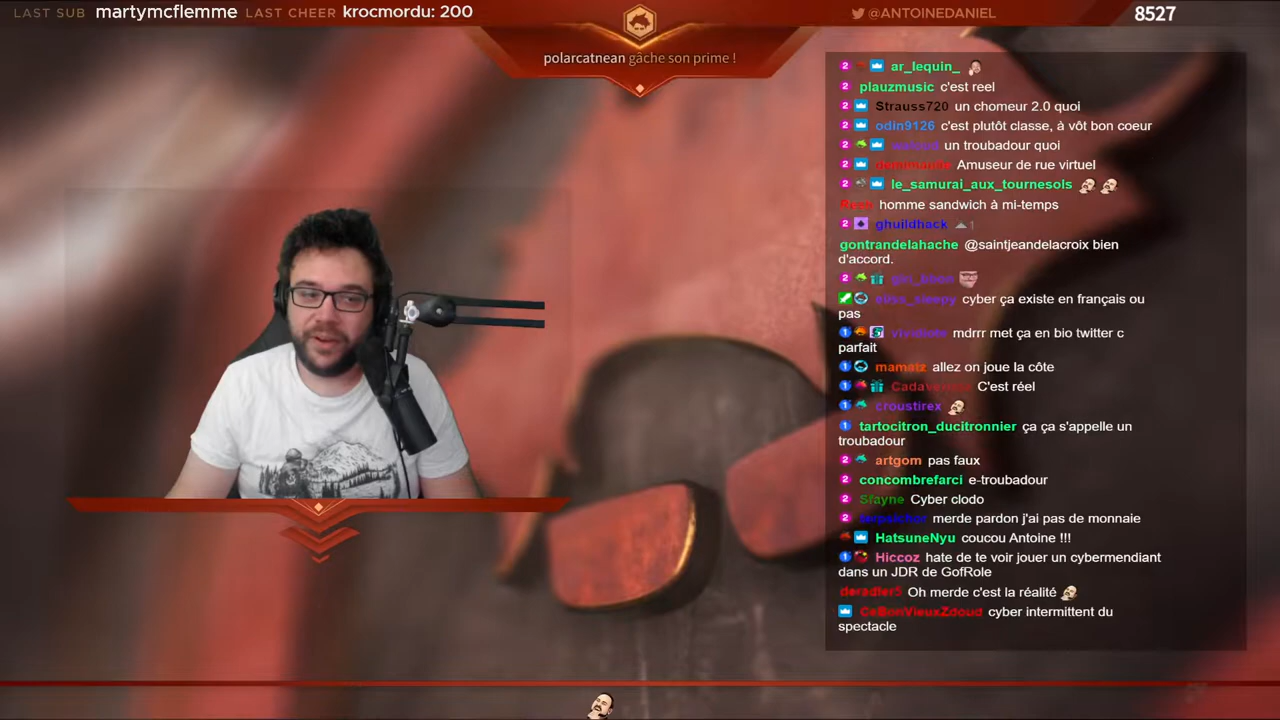 LAST SUB martymcflemme LAST CHEER krocmordu: 200
@ANTOINEDANIEL
8527
polarcatnean gâche son prime !
ar_lequin_
plauzmusic c'est reel
Strauss720 un chomeur 2.0 quoi
odin9126 c'est plutôt classe, à vôt bon coeur
un troubadour quoi
Amuseur de rue virtuel
le_samurai_aux_tournesols
homme sandwich à mi-temps
ghuildhack 1
gontrandelahache @saintjeandelacroix bien
d'accord.
cyber ça existe en français ou
pas
mdrrr met ça en bio twitter c
parfait
mamatz allez on joue la côte
C'est réel
croustirex
tartocitron_ducitronnier ça ça s'appelle un
troubadour
artgom pas faux
concombrefarci e-troubadour
Sfayne Cyber clodo
merde pardon j'ai pas de monnaie
HatsuneNyu coucou Antoine !!!
Hiccoz hate de te voir jouer un cybermendiant
dans un JDR de GofRole
Oh merde c'est la réalité
CeBonVieuxZdoud cyber intermittent du
spectacle